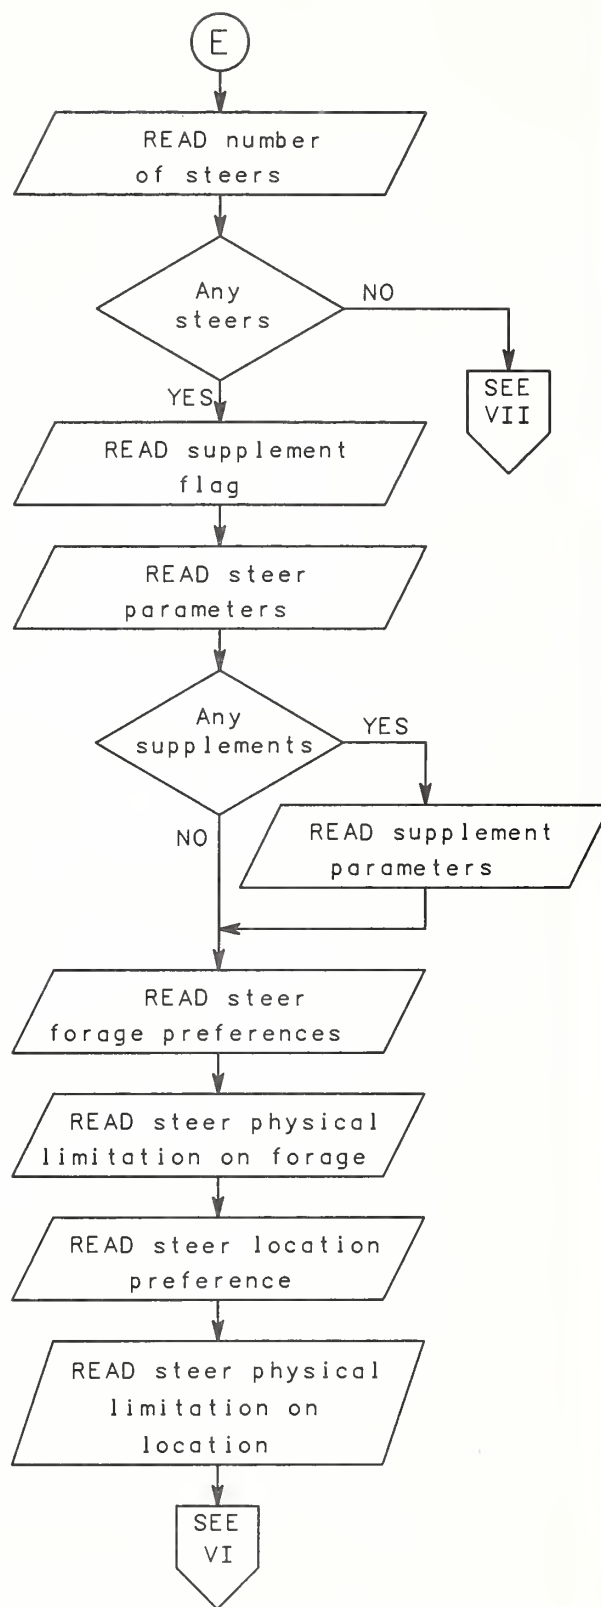 E
READ number
of steers
Any
steers
NO
SEE
VII
YES
READ supplement
flag
READ steer
parameters
Any
supplements
YES
NO
READ supplement
parameters
READ steer
forage preferences
READ steer physical
limitation on forage
READ steer location
preference
READ steer physical
limitation on
location
SEE
VI